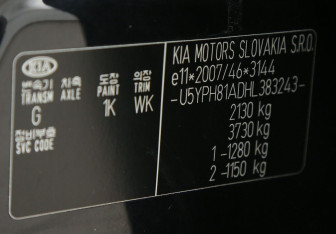 KIA
변속기 차축 도장 의장
TRANSM AXLE PAINT TRIM
G 1K WK
정비부호
SVC CODE
KIA MOTORS SLOVAKIA S.R.O.
e11*2007/46*3144
-U5YPH81ADHL383243-
2130 kg
3730 kg
1 -1280 kg
2 -1150 kg